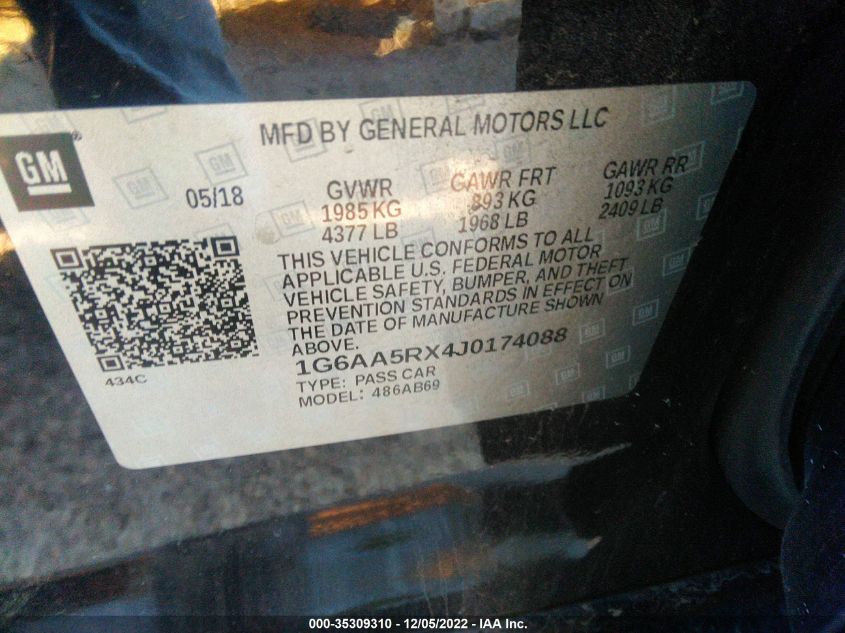 MFD BY GENERAL MOTORS LLC
GM
®
05/18
GVWR
1985 KG
4377 LB
GAWR FRT
893 KG
1968 LB
GAWR RR
1093 KG
2409 LB
THIS VEHICLE CONFORMS TO ALL
APPLICABLE U.S. FEDERAL MOTOR
VEHICLE SAFETY, BUMPER, AND THEFT
PREVENTION STANDARDS IN EFFECT ON
THE DATE OF MANUFACTURE SHOWN
ABOVE.
434C
1G6AA5RX4J0174088
TYPE: PASS CAR
MODEL: 486AB69
000-35309310 - 12/05/2022 - IAA Inc.